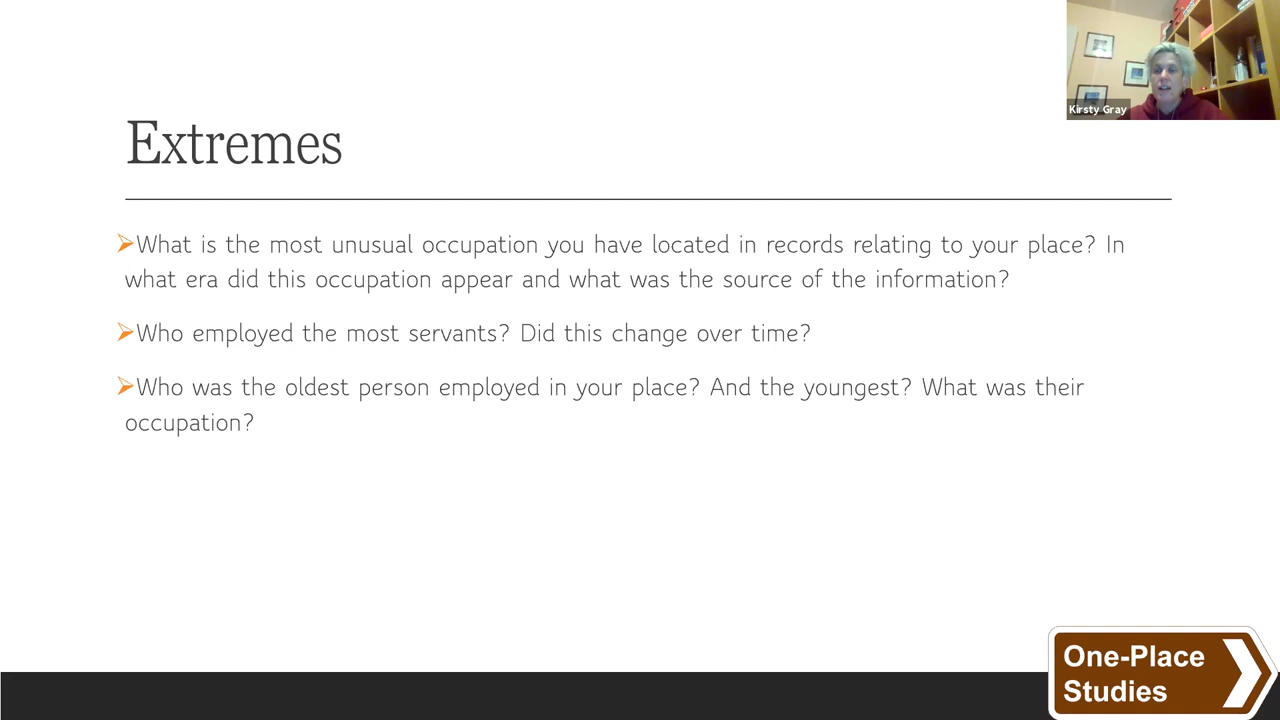 Kirsty Gray
Extremes
What is the most unusual occupation you have located in records relating to your place? In
what era did this occupation appear and what was the source of the information?
Who employed the most servants? Did this change over time?
Who was the oldest person employed in your place? And the youngest? What was their
occupation?
One-Place
Studies